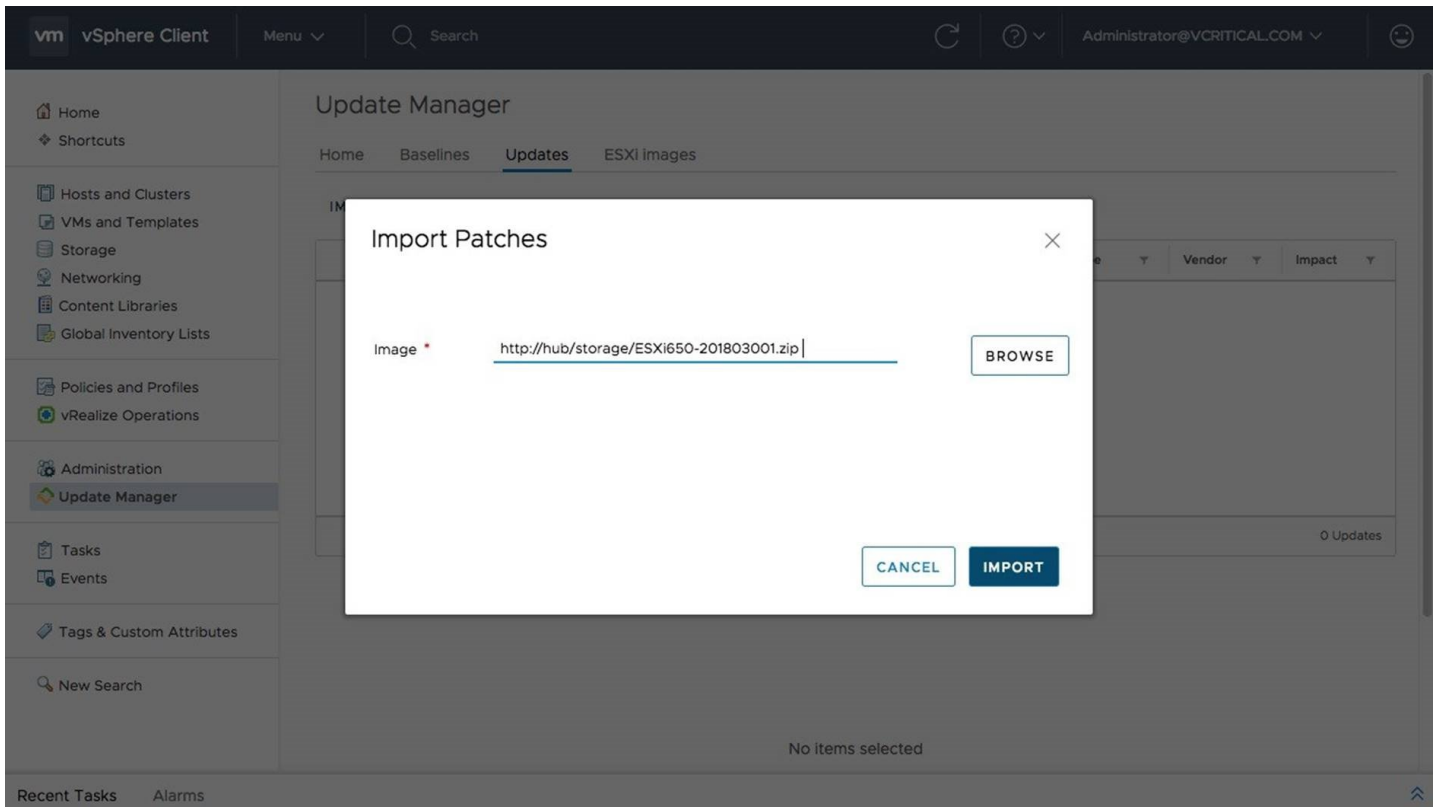 vm vSphere Client Menu Search Administrator@VCRITICAL.COM
Home
Shortcuts
Hosts and Clusters
VMs and Templates
Storage
Networking
Content Libraries
Global Inventory Lists
Policies and Profiles
vRealize Operations
Administration
Update Manager
Tasks
Events
Tags & Custom Attributes
New Search
Update Manager
Home Baselines Updates ESXi images
Vendor Impact
Import Patches
Image * http://hub/storage/ESXi650-201803001.zip BROWSE
CANCEL IMPORT
0 Updates
No items selected
Recent Tasks Alarms